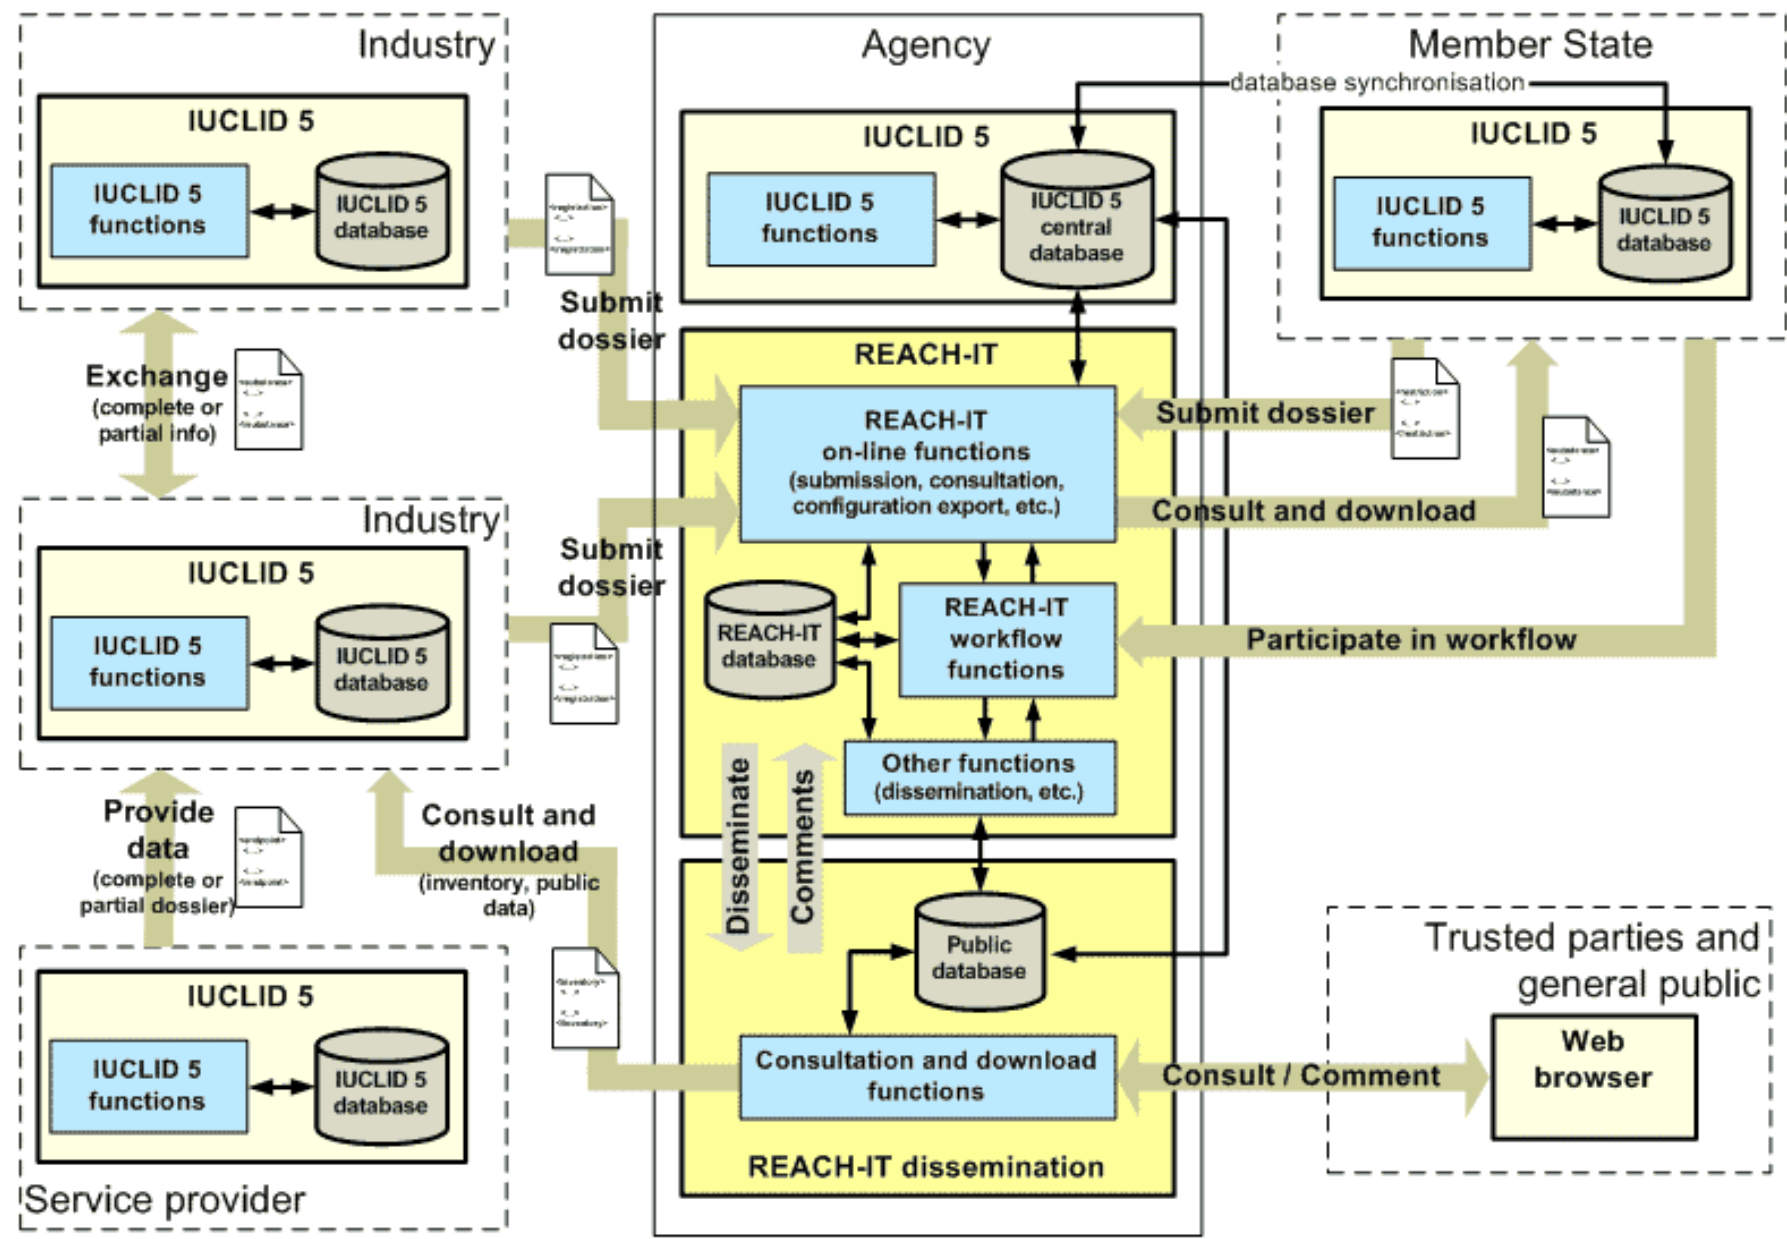 Industry
IUCLID 5
IUCLID 5
functions
IUCLID 5
database
Exchange
(complete or
partial info)
Industry
IUCLID 5
IUCLID 5
functions
IUCLID 5
database
Provide
data
(complete or
partial dossier)
Consult and
download
(inventory, public
data)
IUCLID 5
IUCLID 5
functions
IUCLID 5
database
Service provider
Submit
dossier
Submit
dossier
Agency
IUCLID 5
IUCLID 5
functions
IUCLID 5
central
database
REACH-IT
REACH-IT
on-line functions
(submission, consultation,
configuration export, etc.)
REACH-IT
database
REACH-IT
workflow
functions
Other functions
(dissemination, etc.)
Disseminate
Comments
Public
database
Consultation and download
functions
REACH-IT dissemination
Member State
database synchronisation
IUCLID 5
IUCLID 5
functions
IUCLID 5
database
Submit dossier
Consult and download
Participate in workflow
Trusted parties and
general public
Web
browser
Consult / Comment